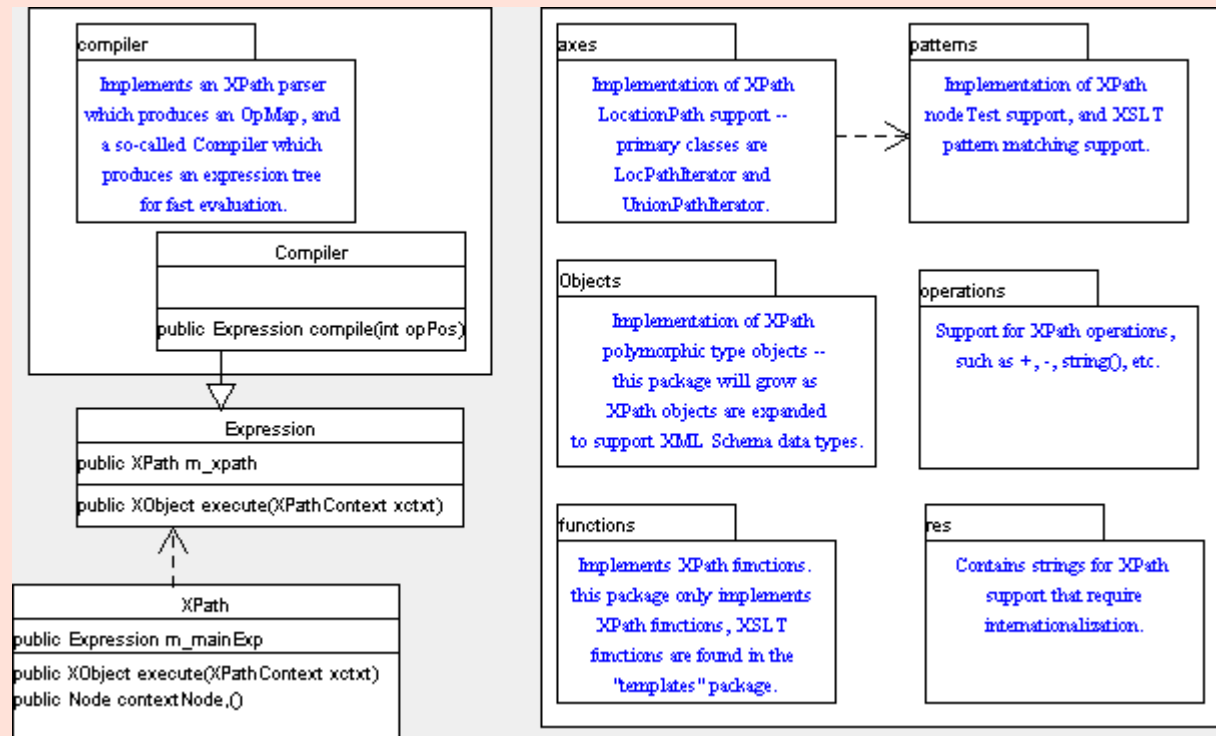 compiler
Implements an XPath parser
which produces an OpMap, and
a so-called Compiler which
produces an expression tree
for fast evaluation.
Compiler
public Expression compile(int opPos)
Expression
public XPath m_xpath
public XObject execute(XPathContext xctxt)
XPath
public Expression m_mainExp
public XObject execute(XPathContext xctxt)
public Node contextNode,()
axes
Implementation of XPath
LocationPath support --
primary classes are
LocPathIterator and
UnionPathIterator.
patterns
Implementation of XPath
nodeTest support, and XSLT
pattern matching support.
Objects
Implementation of XPath
polymorphic type objects --
this package will grow as
XPath objects are expanded
to support XML Schema data types.
operations
Support for XPath operations,
such as +, -, string(), etc.
functions
Implements XPath functions.
this package only implements
XPath functions, XSLT
functions are found in the
"templates" package.
res
Contains strings for XPath
support that require
internationalization.